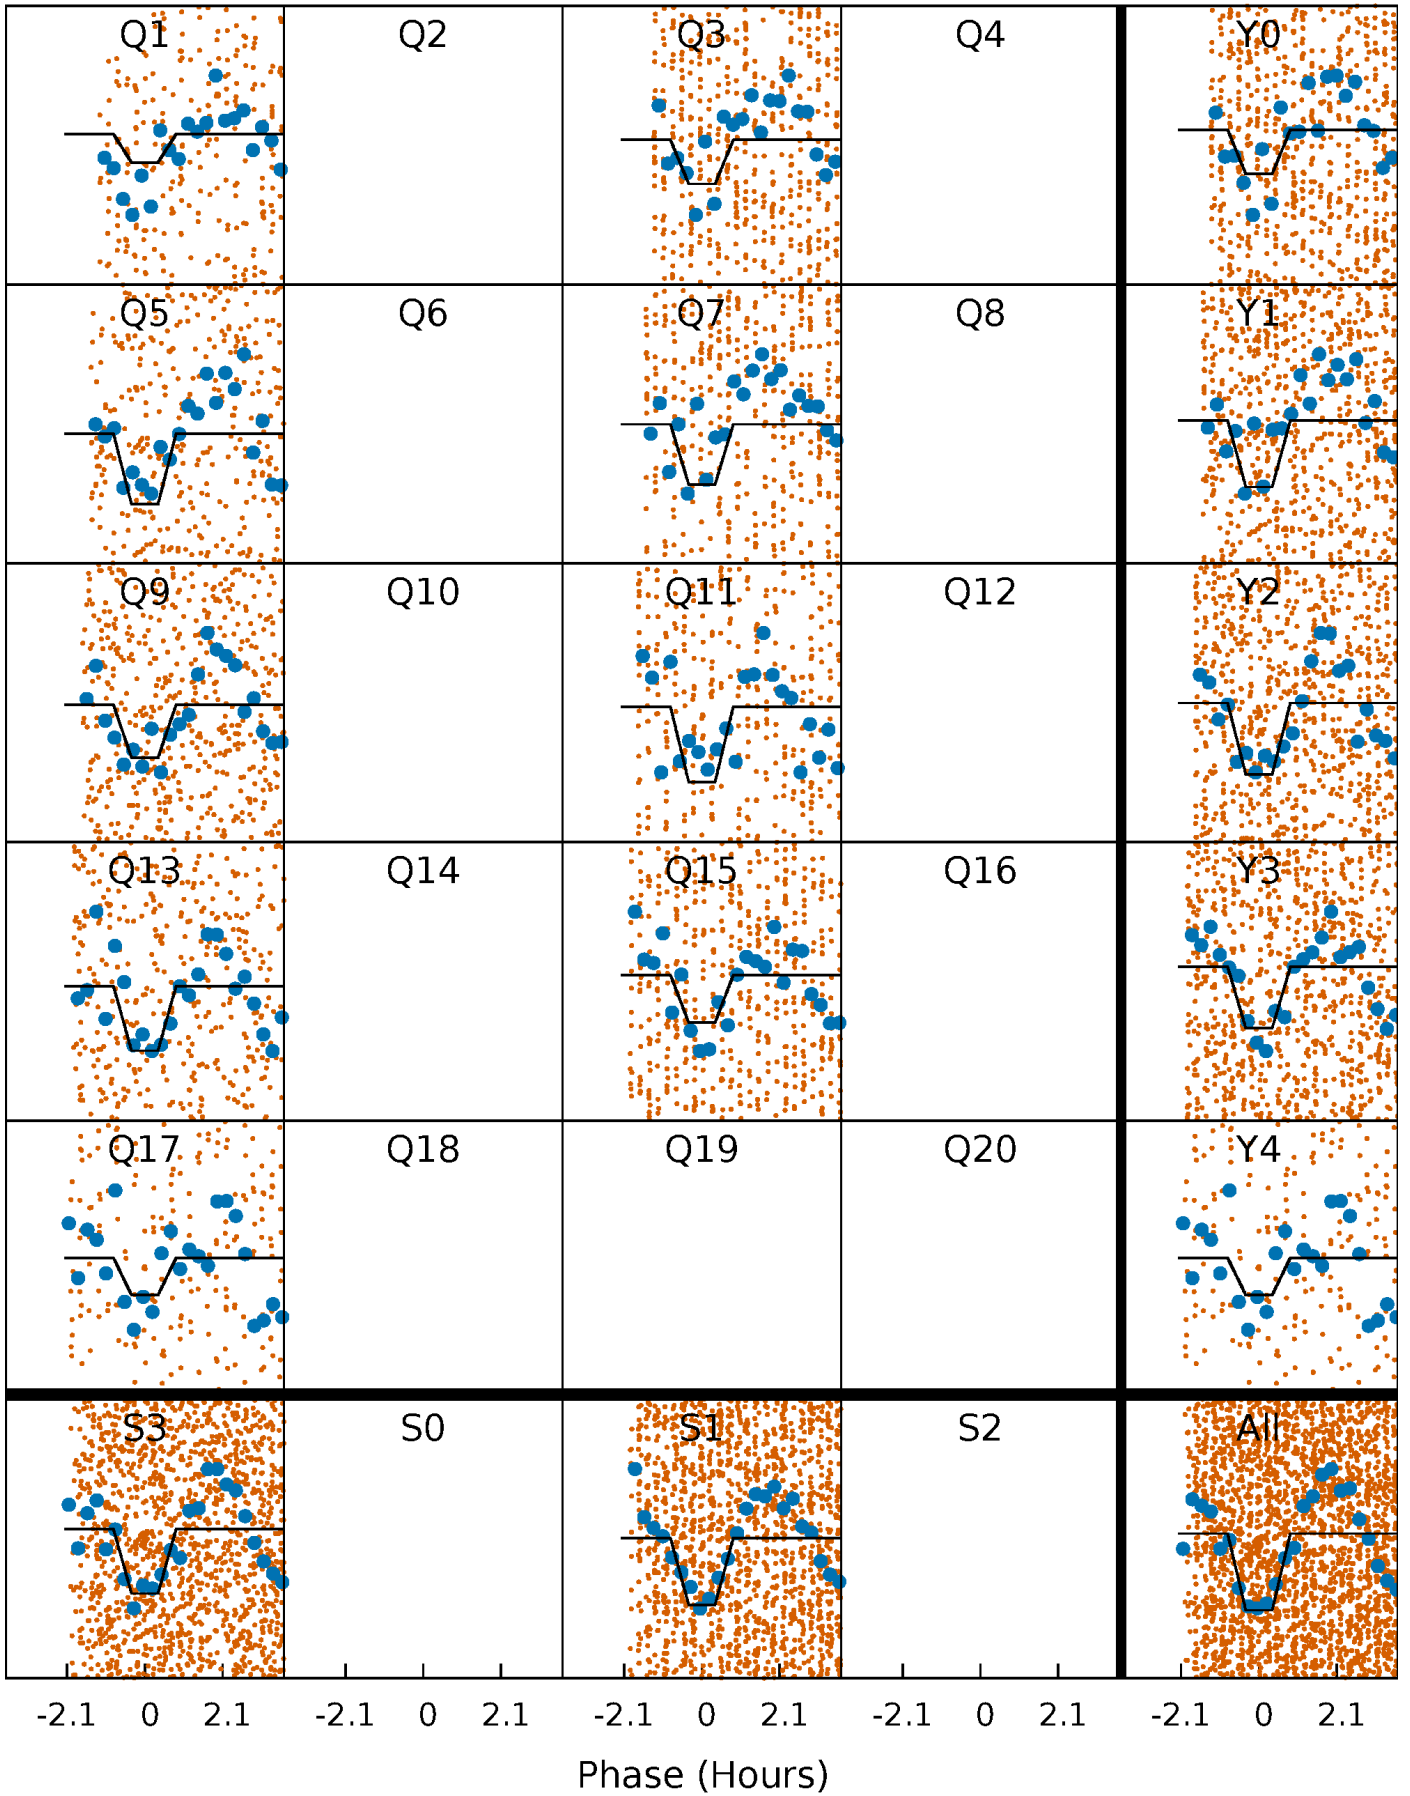 Q1 Q2 Q3 Q4 Y0
Q5 Q6 Q7 Q8 Y1
Q9 Q10 Q11 Q12 Y2
Q13 Q14 Q15 Q16 Y3
Q17 Q18 Q19 Q20 Y4
S3 S0 S1 S2 All
-2.1 0 2.1 -2.1 0 2.1 -2.1 0 2.1 -2.1 0 2.1 -2.1 0 2.1
Phase (Hours)